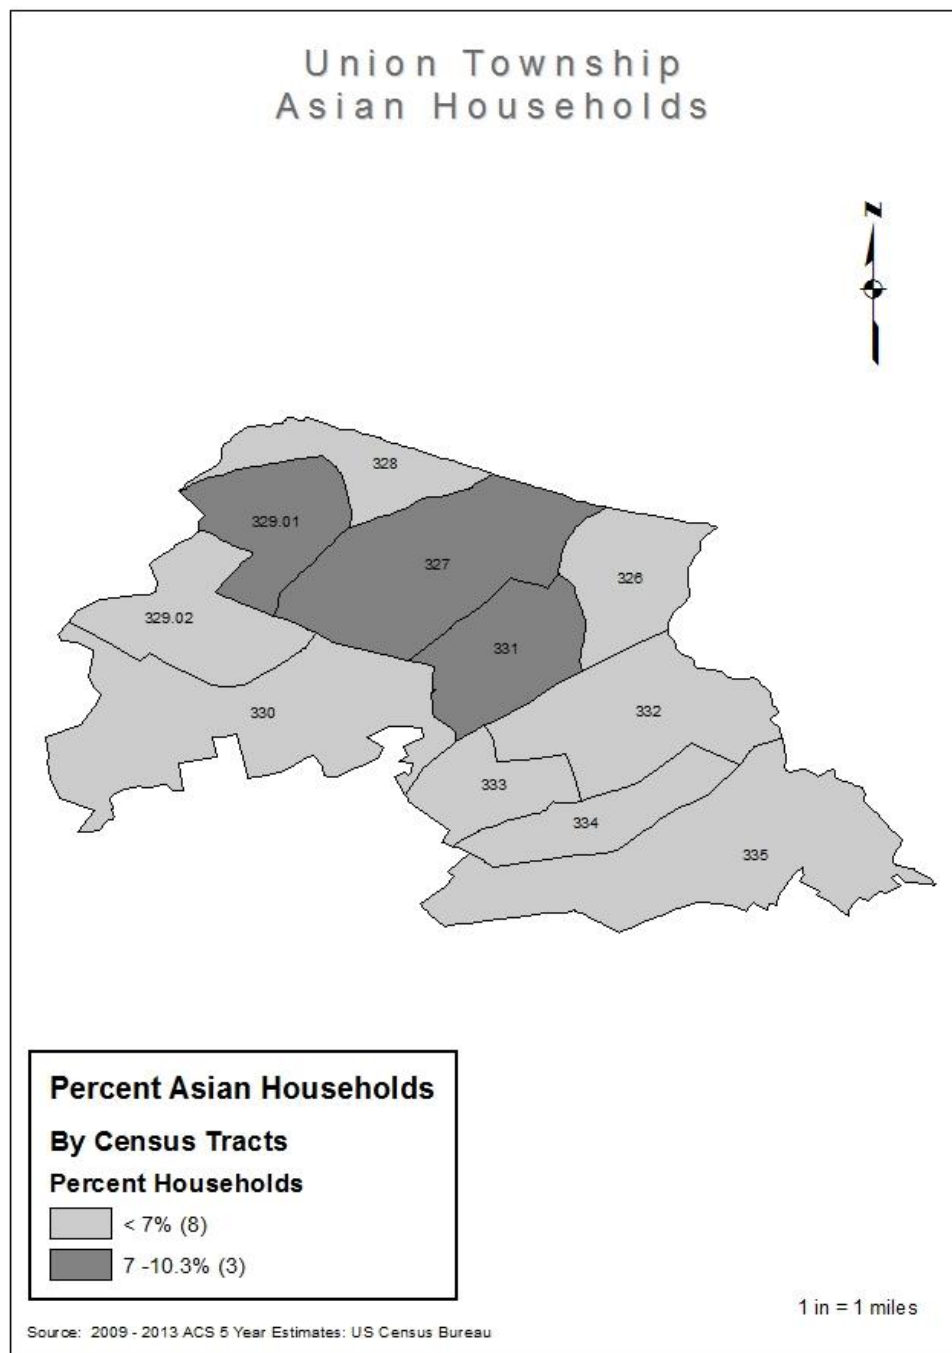 Union Township
Asian Households
N
328
329.01
327
326
329.02
331
330
332
333
334
335
Percent Asian Households
By Census Tracts
Percent Households
< 7% (8)
7 -10.3% (3)
1 in = 1 miles
Source: 2009 - 2013 ACS 5 Year Estimates: US Census Bureau